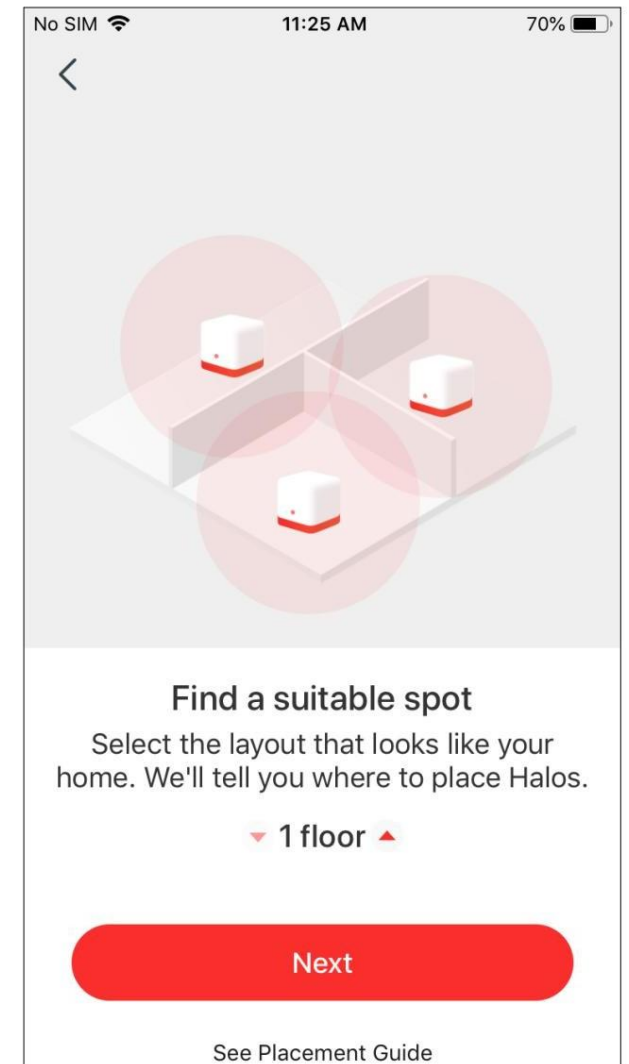 No SIM 11:25 AM 70%
Find a suitable spot
Select the layout that looks like your
home. We'll tell you where to place Halos.
1 floor
Next
See Placement Guide